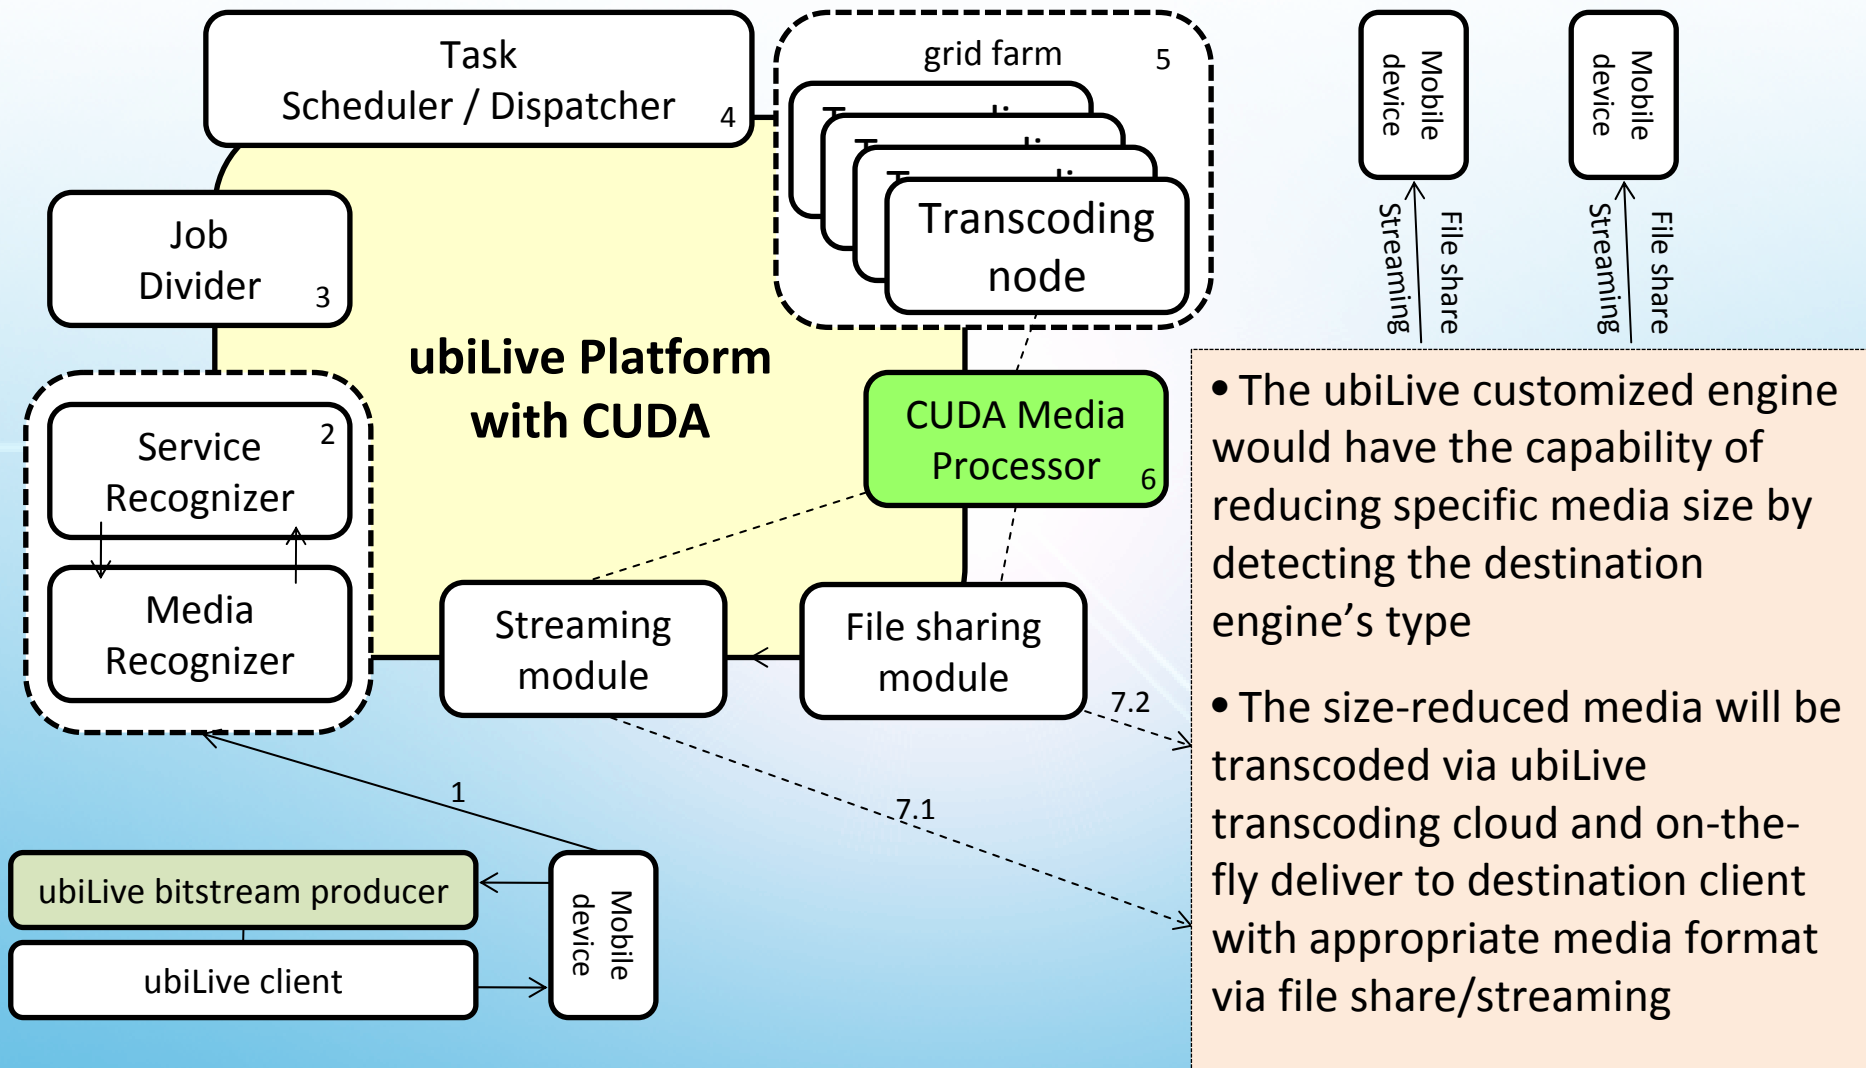 Task
Scheduler / Dispatcher
4
grid farm
5
Transcoding
node
Mobile
device
Mobile
device
Streaming
File share
Streaming
File share
Job
Divider
3
ubiLive Platform
with CUDA
Service
Recognizer
2
Media
Recognizer
CUDA Media
Processor
6
Streaming
module
File sharing
module
7.2
7.1
1
ubiLive bitstream producer
ubiLive client
Mobile
device
• The ubiLive customized engine
would have the capability of
reducing specific media size by
detecting the destination
engine’s type
• The size-reduced media will be
transcoded via ubiLive
transcoding cloud and on-the-
fly deliver to destination client
with appropriate media format
via file share/streaming